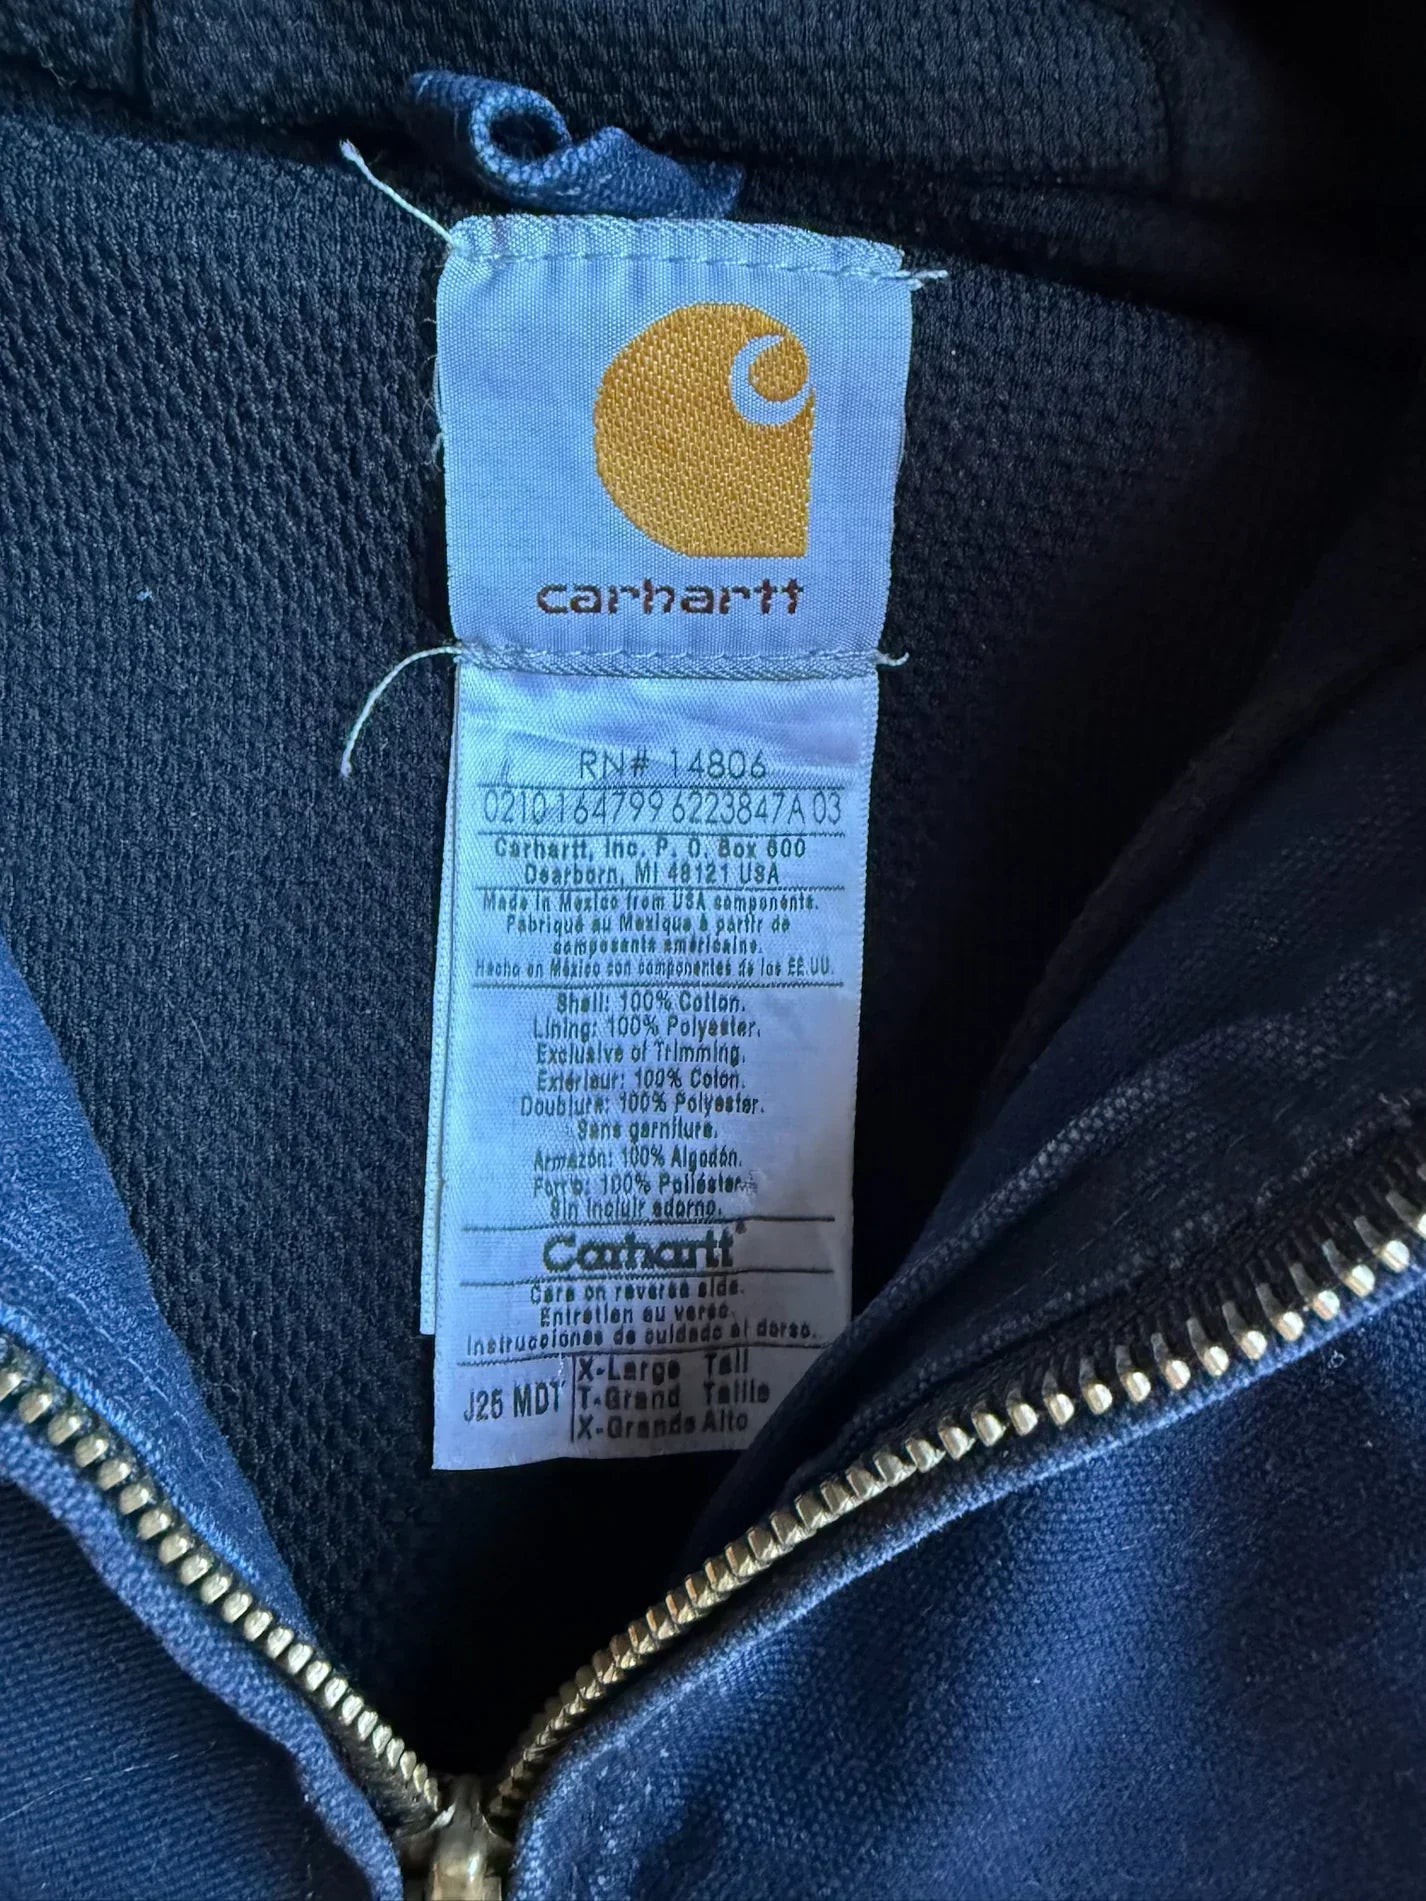 carhartt
RN# 14806
0210164799 6223847A 03
Carhartt, Inc. P. O. Box 600
Dearborn, MI 48121 USA
Made in Mexico from USA components.
Fabriqué au Mexique à partir de
composants américains.
Hecho en México con componentes de los EE.UU.
Shell: 100% Cotton.
Lining: 100% Polyester.
Exclusive of Trimming.
Extérieur: 100% Coton.
Doublure: 100% Polyester.
Sans garniture.
Armazón: 100% Algodón.
Forro: 100% Poliéster.
Sin incluir adorno.
Carhartt®
Care on reverse side.
Entretien au verso.
Instrucciones de cuidado al dorso.
J25 MDT
X-Large Tall
T-Grand Taille
X-Grande Alto